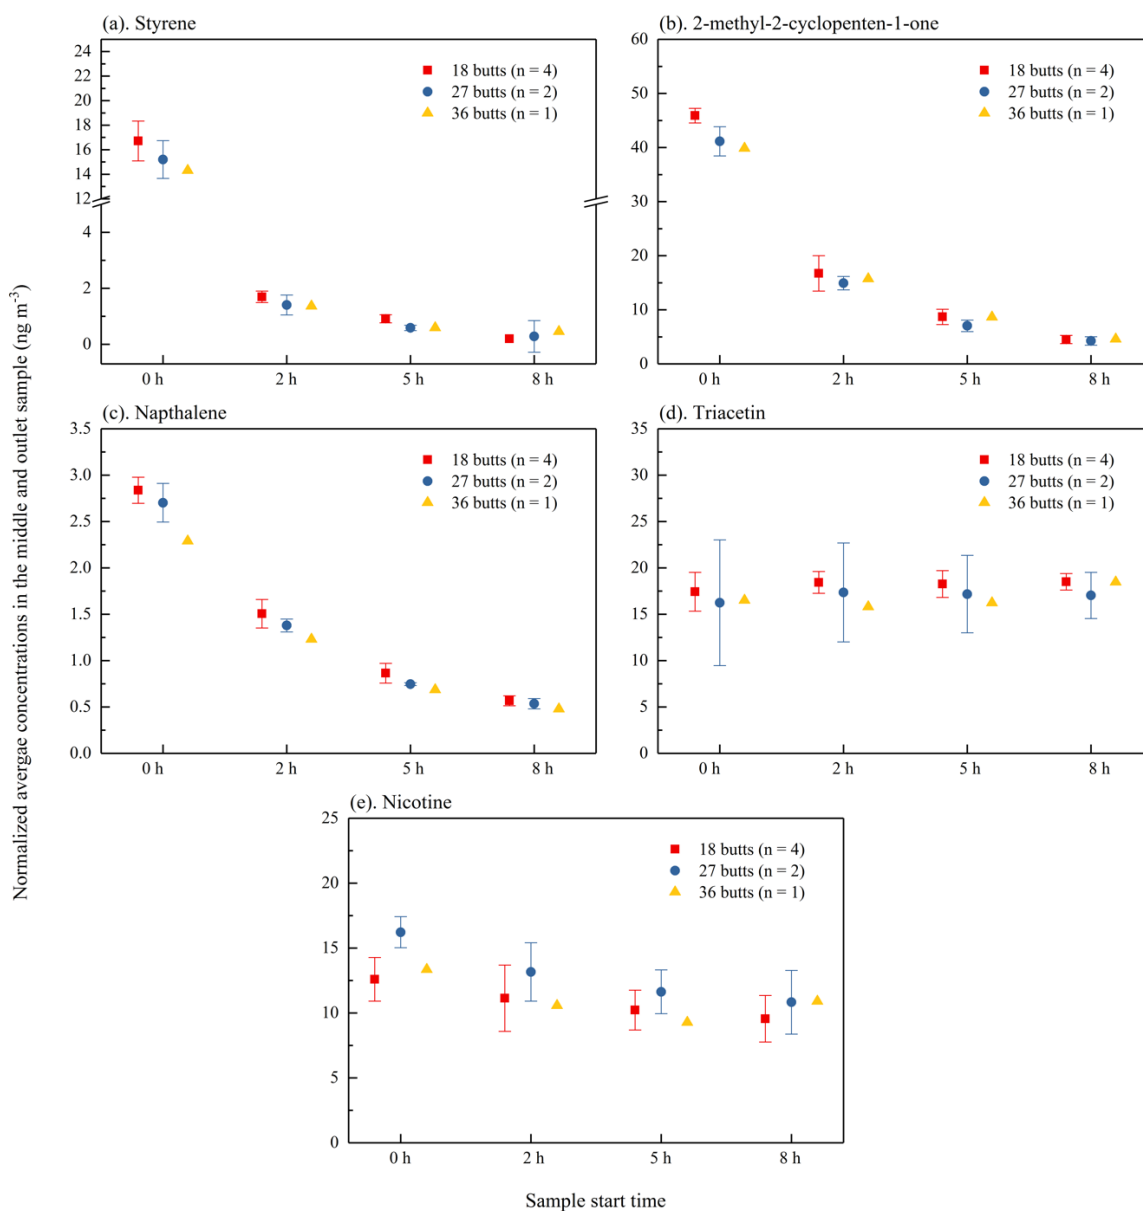 (a). Styrene
24
22
20
18
16
14
12
4
2
0
0 h 2 h 5 h 8 h
18 butts (n = 4)
27 butts (n = 2)
36 butts (n = 1)
(b). 2-methyl-2-cyclopenten-1-one
60
50
40
30
20
10
0
0 h 2 h 5 h 8 h
18 butts (n = 4)
27 butts (n = 2)
36 butts (n = 1)
(c). Napthalene
3.5
3.0
2.5
2.0
1.5
1.0
0.5
0.0
0 h 2 h 5 h 8 h
18 butts (n = 4)
27 butts (n = 2)
36 butts (n = 1)
(d). Triacetin
35
30
25
20
15
10
5
0
0 h 2 h 5 h 8 h
18 butts (n = 4)
27 butts (n = 2)
36 butts (n = 1)
(e). Nicotine
25
20
15
10
5
0
0 h 2 h 5 h 8 h
18 butts (n = 4)
27 butts (n = 2)
36 butts (n = 1)
Normalized avergae concentrations in the middle and outlet sample (ng m⁻³)
Sample start time